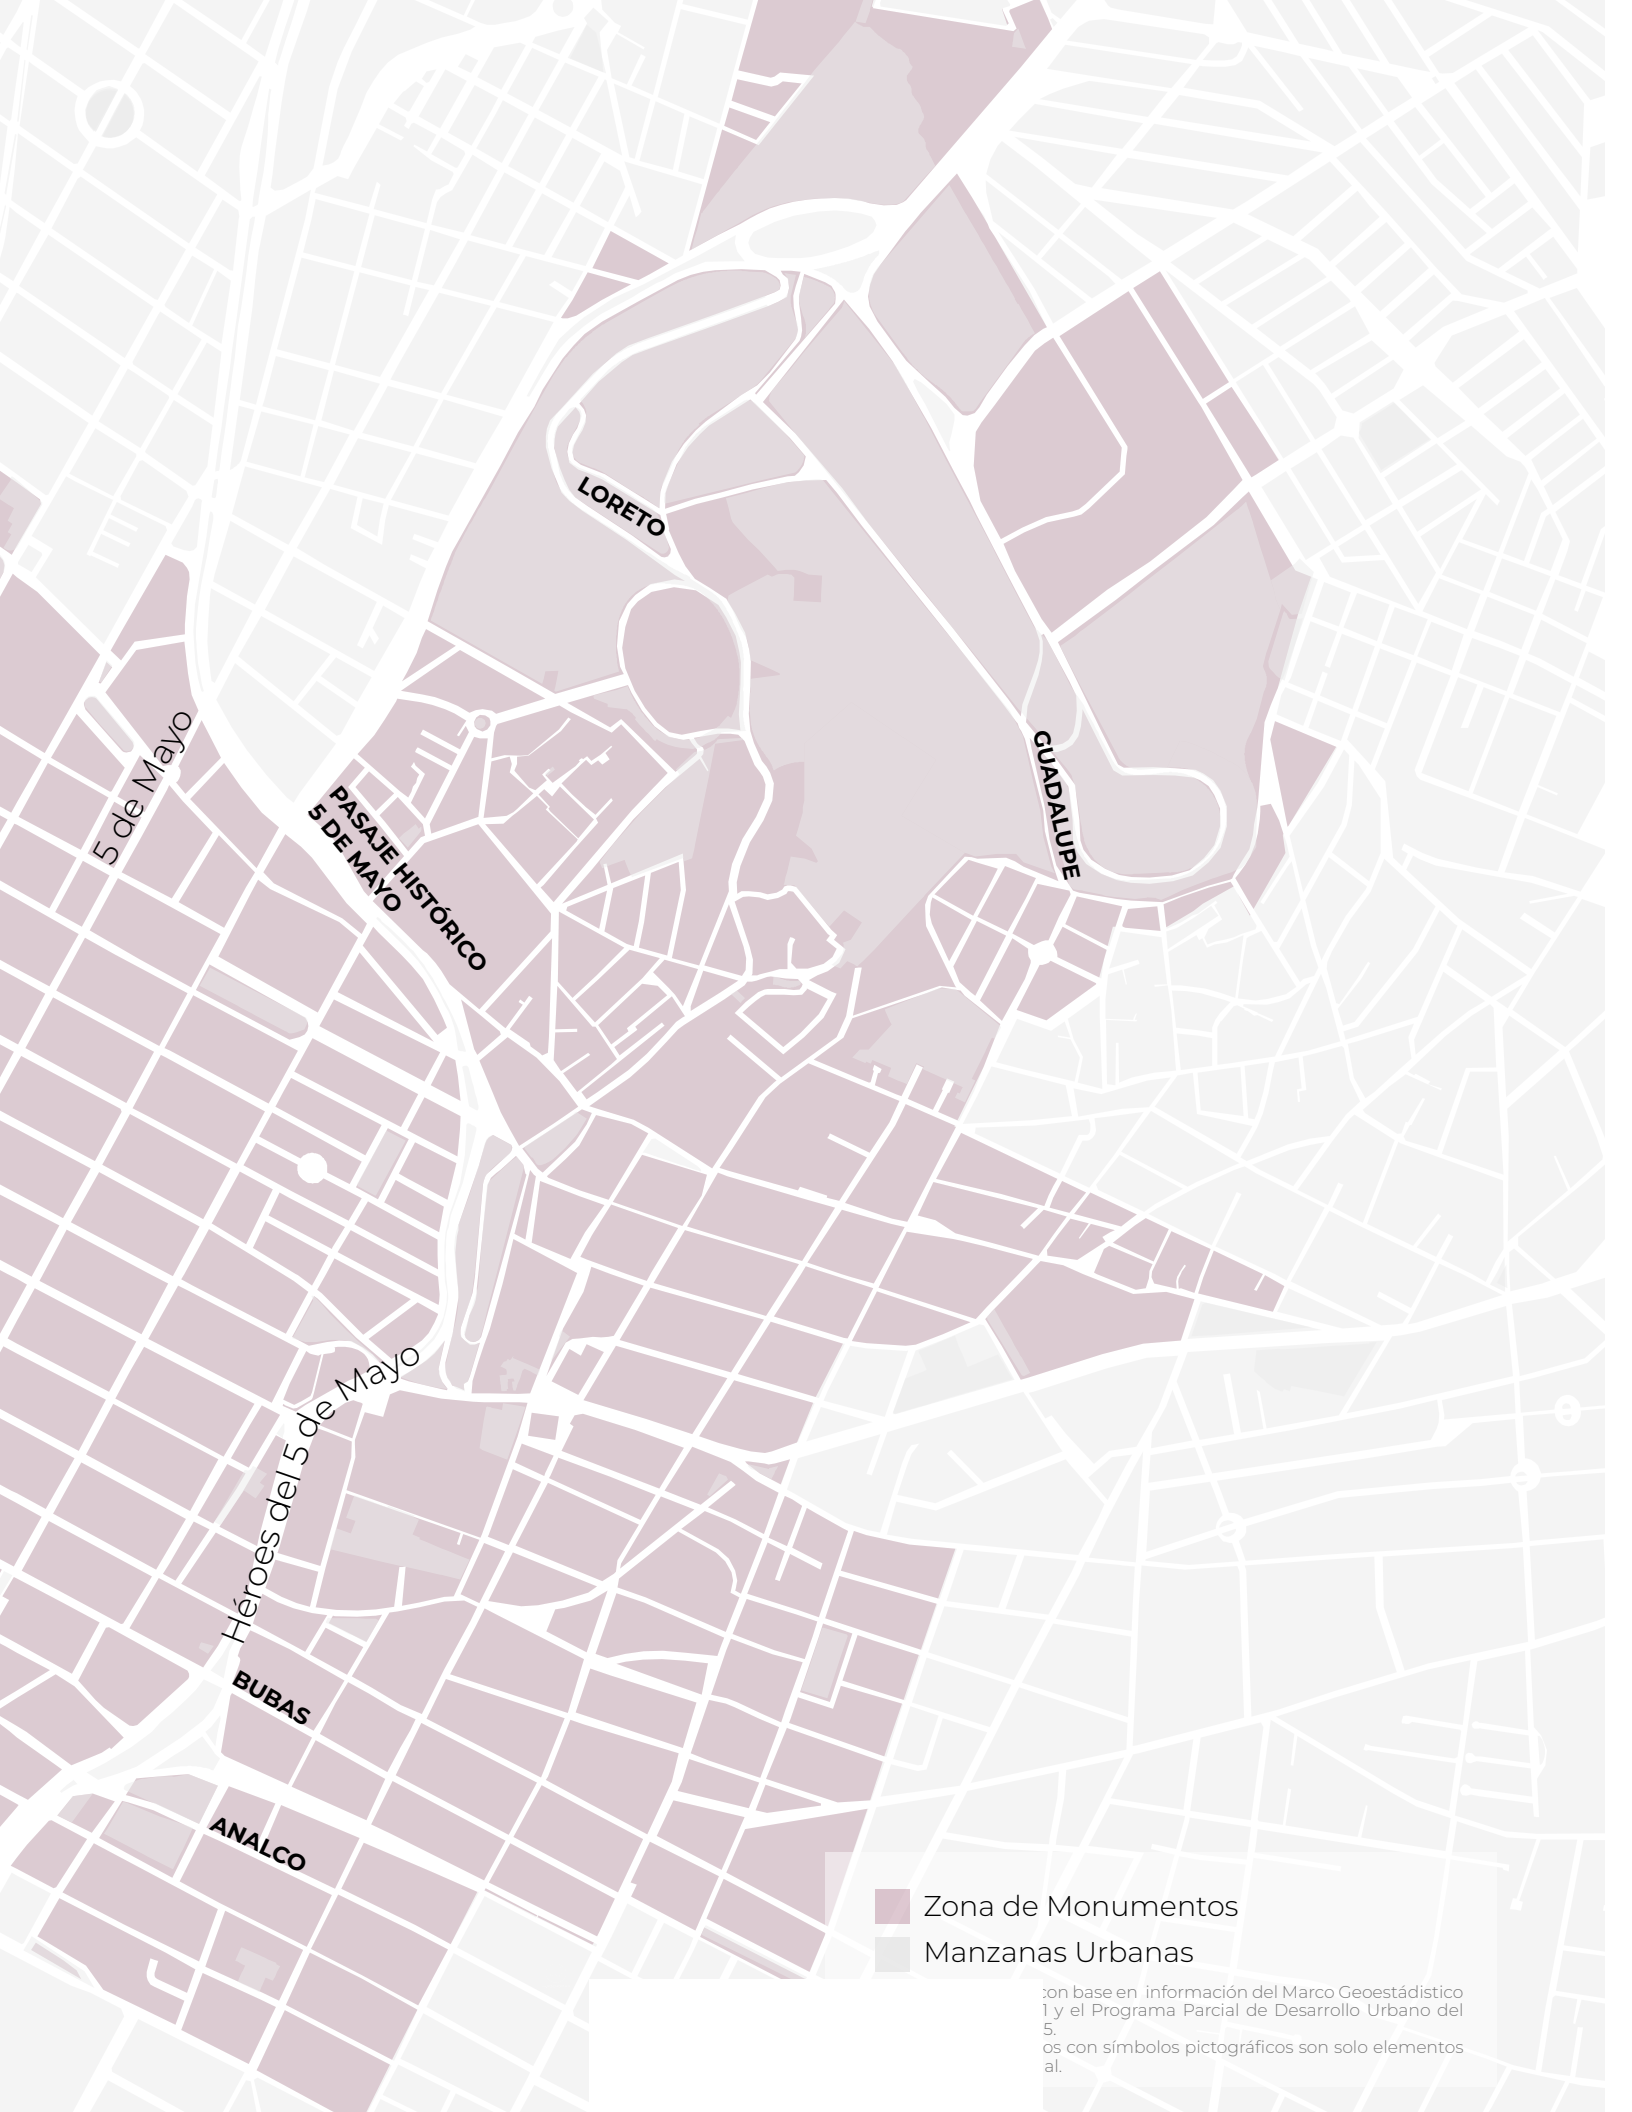 LORETO
GUADALUPE
5 de Mayo
PASAJE HISTÓRICO
5 DE MAYO
Héroes del 5 de Mayo
BUBAS
ANALCO
Zona de Monumentos
Manzanas Urbanas
con base en información del Marco Geoestádistico
1 y el Programa Parcial de Desarrollo Urbano del
5.
os con símbolos pictográficos son solo elementos
al.